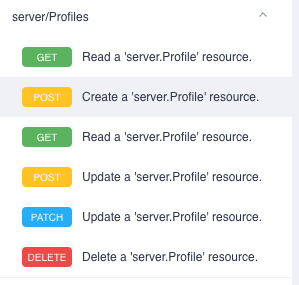 server/Profiles
GET Read a 'server.Profile' resource.
POST Create a 'server.Profile' resource.
GET Read a 'server.Profile' resource.
POST Update a 'server.Profile' resource.
PATCH Update a 'server.Profile' resource.
DELETE Delete a 'server.Profile' resource.